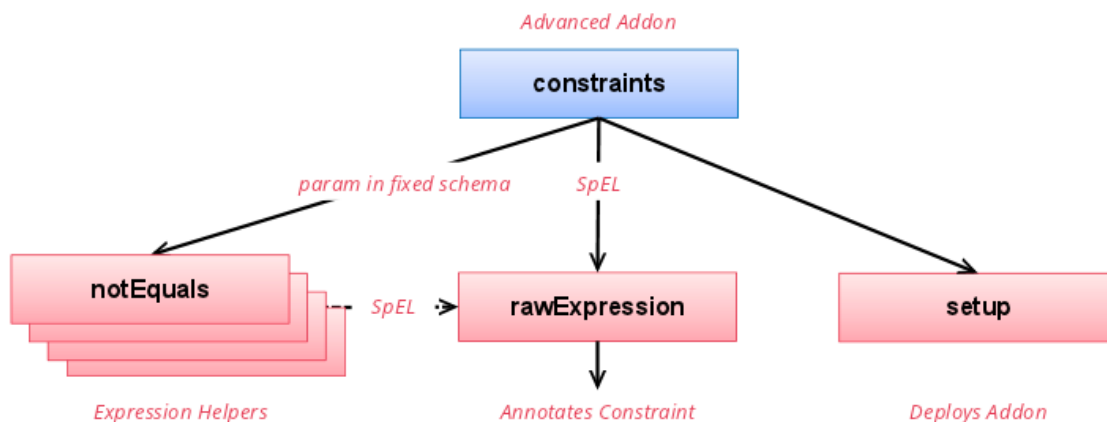 Advanced Addon
constraints
param in fixed schema
SpEL
notEquals
SpEL
rawExpression
setup
Expression Helpers
Annotates Constraint
Deploys Addon